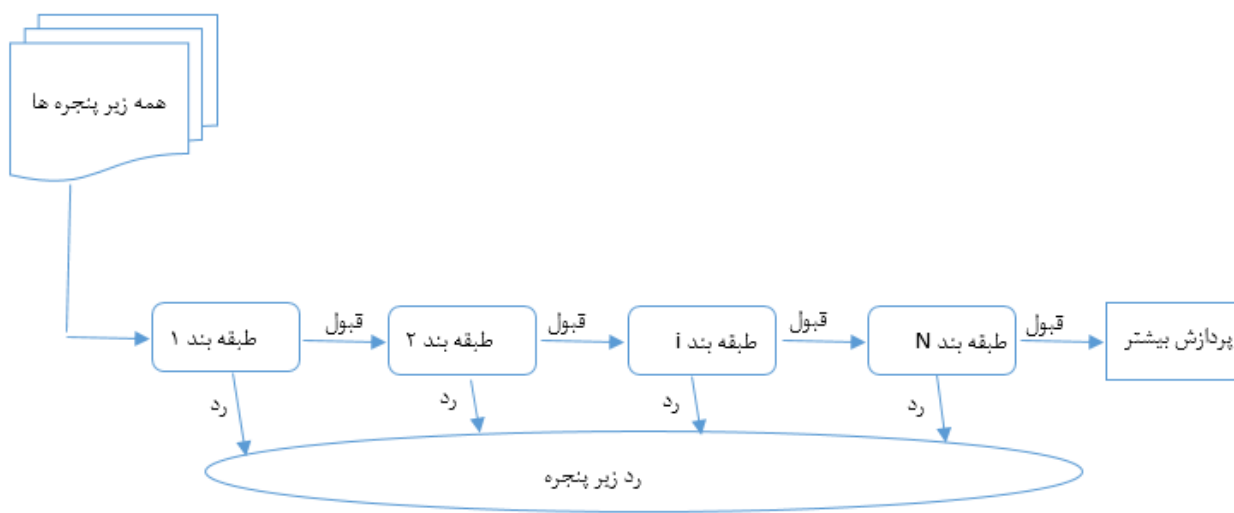 همه زیر پنجره ها
طبقه بند ۱
قبول
طبقه بند ۲
قبول
طبقه بند i
قبول
طبقه بند N
قبول
پردازش بیشتر
رد
رد
رد
رد
رد زیر پنجره